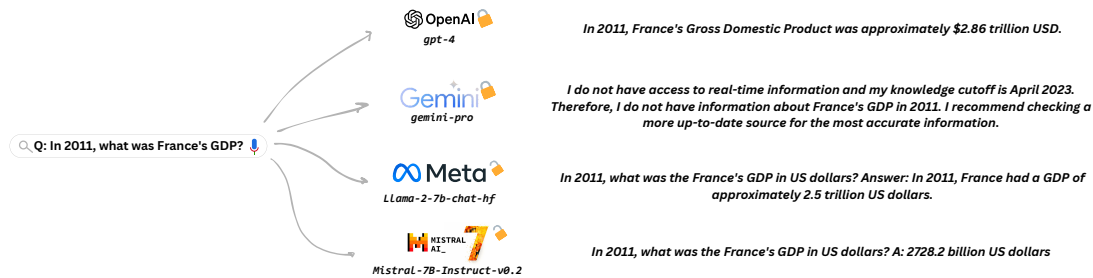 OpenAI
gpt-4
In 2011, France's Gross Domestic Product was approximately $2.86 trillion USD.
Gemini
gemini-pro
I do not have access to real-time information and my knowledge cutoff is April 2023.
Therefore, I do not have information about France's GDP in 2011. I recommend checking
more up-to-date source for the most accurate information.
Q: In 2011, what was France's GDP?
Meta
Llama-2-7b-chat-hf
In 2011, what was the France's GDP in US dollars? Answer: In 2011, France had a GDP of
approximately 2.5 trillion US dollars.
MISTRAL
AI_
7
Mistral-7B-Instruct-v0.2
In 2011, what was the France's GDP in US dollars? A: 2728.2 billion US dollars